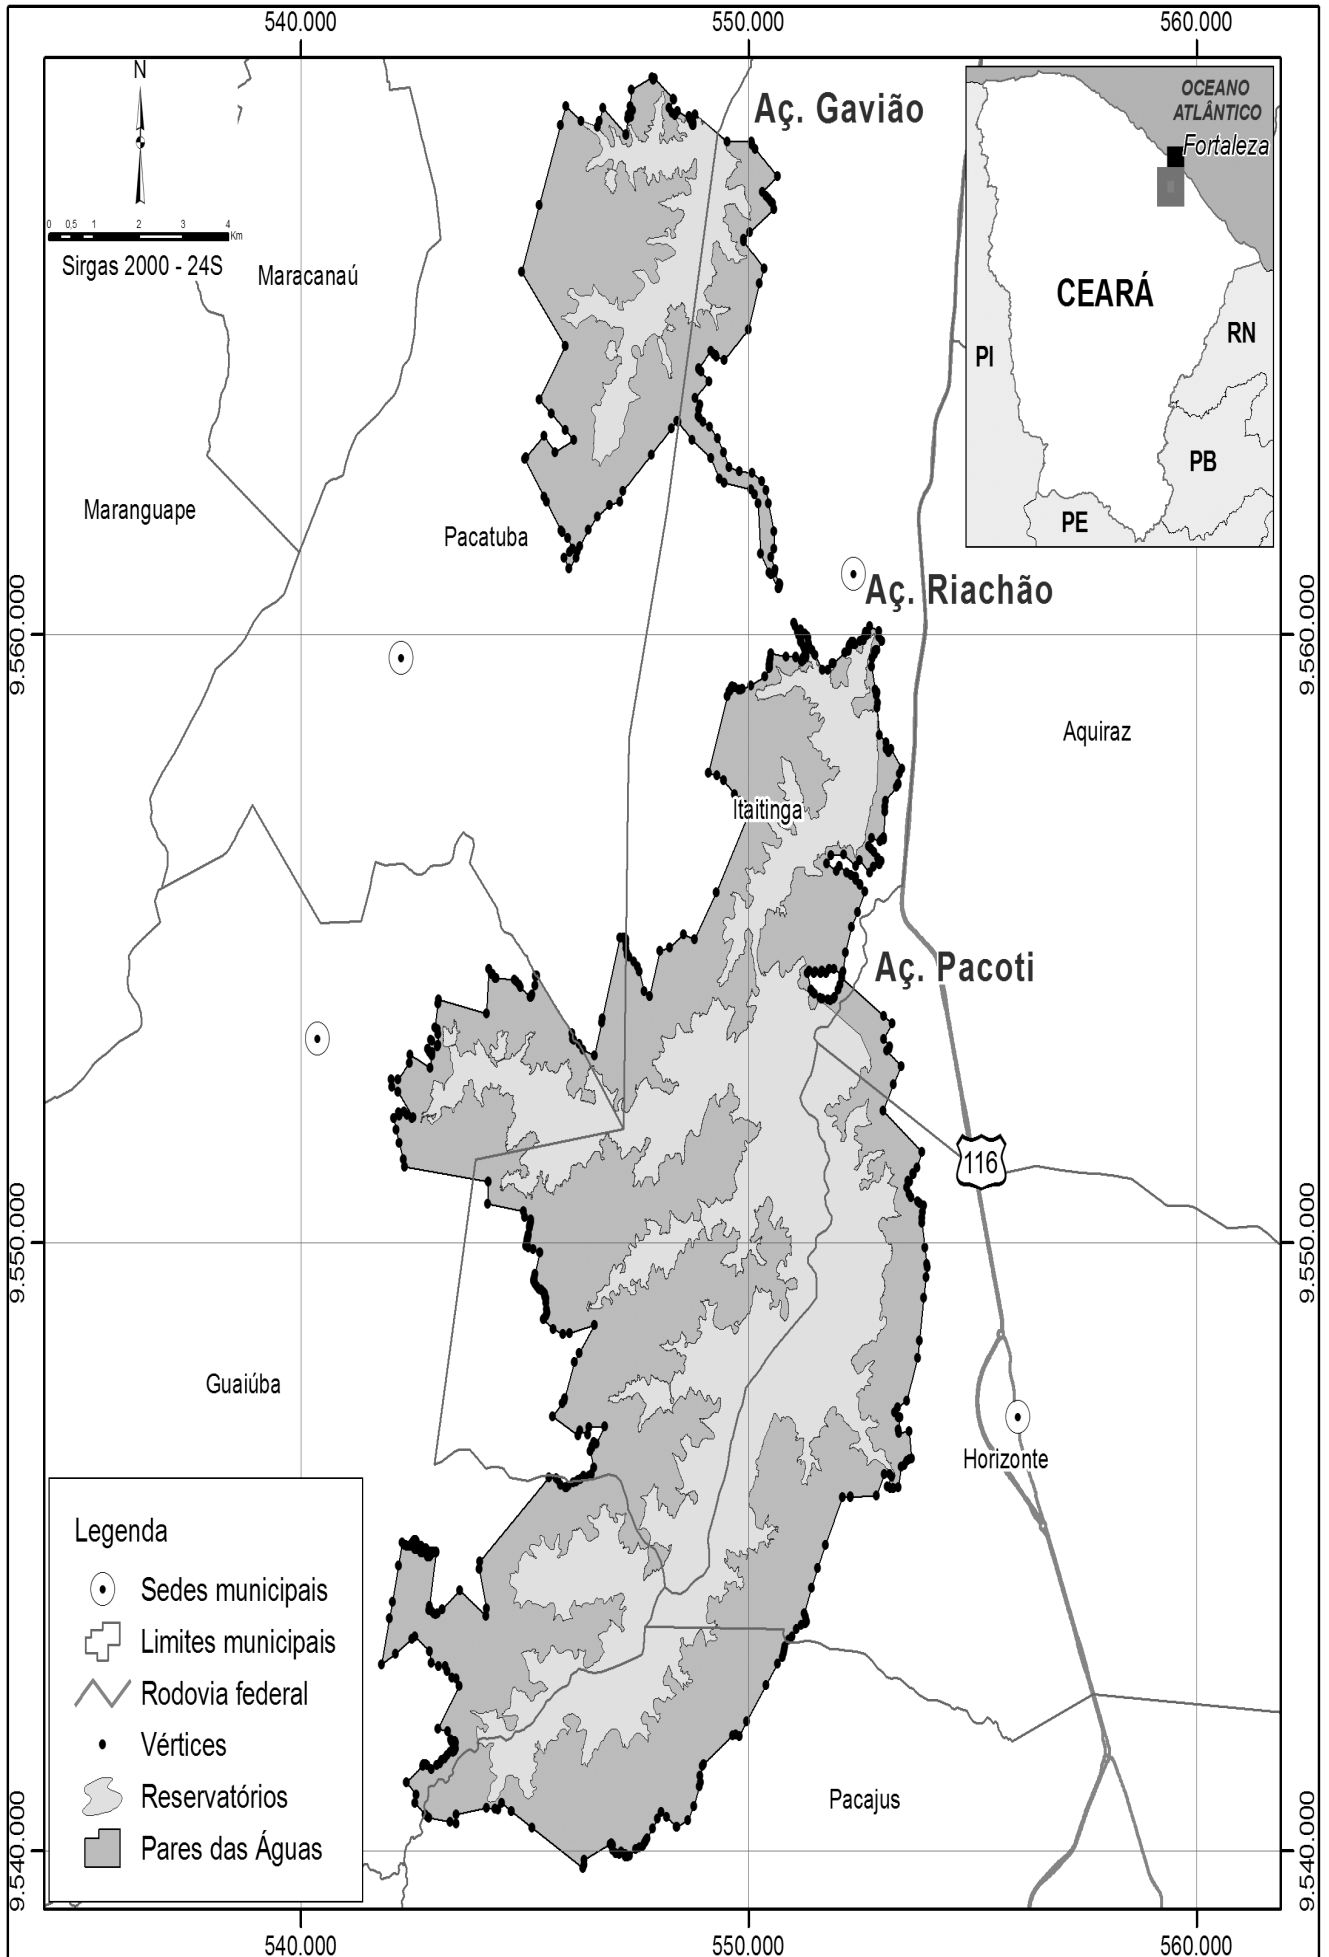 540.000
550.000
560.000
N
0 0,5 1 2 3 4
Km
Sirgas 2000 - 24S
Aç. Gavião
OCEANO
ATLÂNTICO
Fortaleza
CEARÁ
PI
RN
PB
PE
Maracanaú
Maranguape
Pacatuba
Aç. Riachão
9.560.000
9.560.000
Aquiraz
Itaitinga
Aç. Pacoti
116
9.550.000
9.550.000
Guaiúba
Horizonte
Legenda
Sedes municipais
Limites municipais
Rodovia federal
Vértices
Reservatórios
Pares das Águas
Pacajus
9.540.000
9.540.000
540.000
550.000
560.000